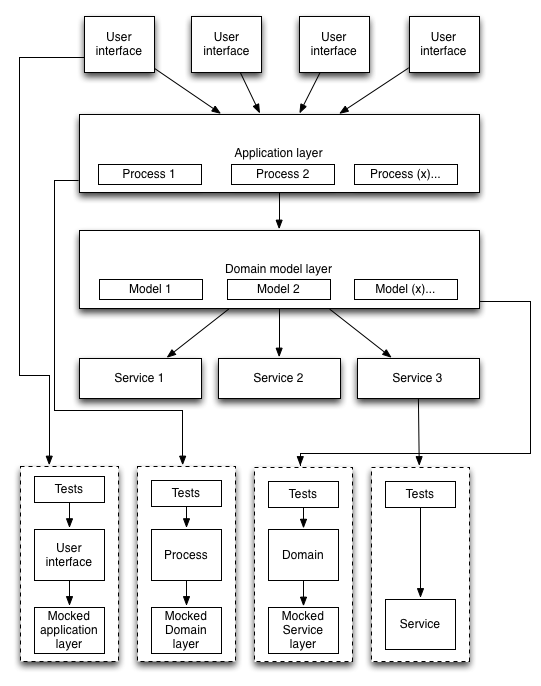 User
interface
User
interface
User
interface
User
interface
Application layer
Process 1
Process 2
Process (x)...
Domain model layer
Model 1
Model 2
Model (x)...
Service 1
Service 2
Service 3
Tests
User
interface
Mocked
application
layer
Tests
Process
Mocked
Domain
layer
Tests
Domain
Mocked
Service
layer
Tests
Service